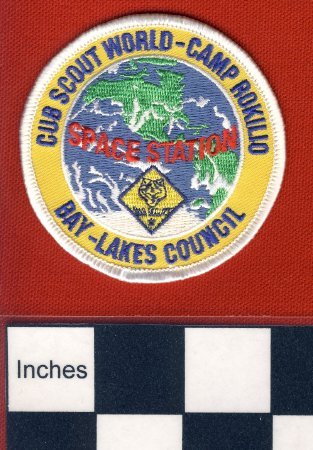 CUB SCOUT WORLD-CAMP ROKILIO
SPACE STATION
BAY-LAKES COUNCIL
Inches